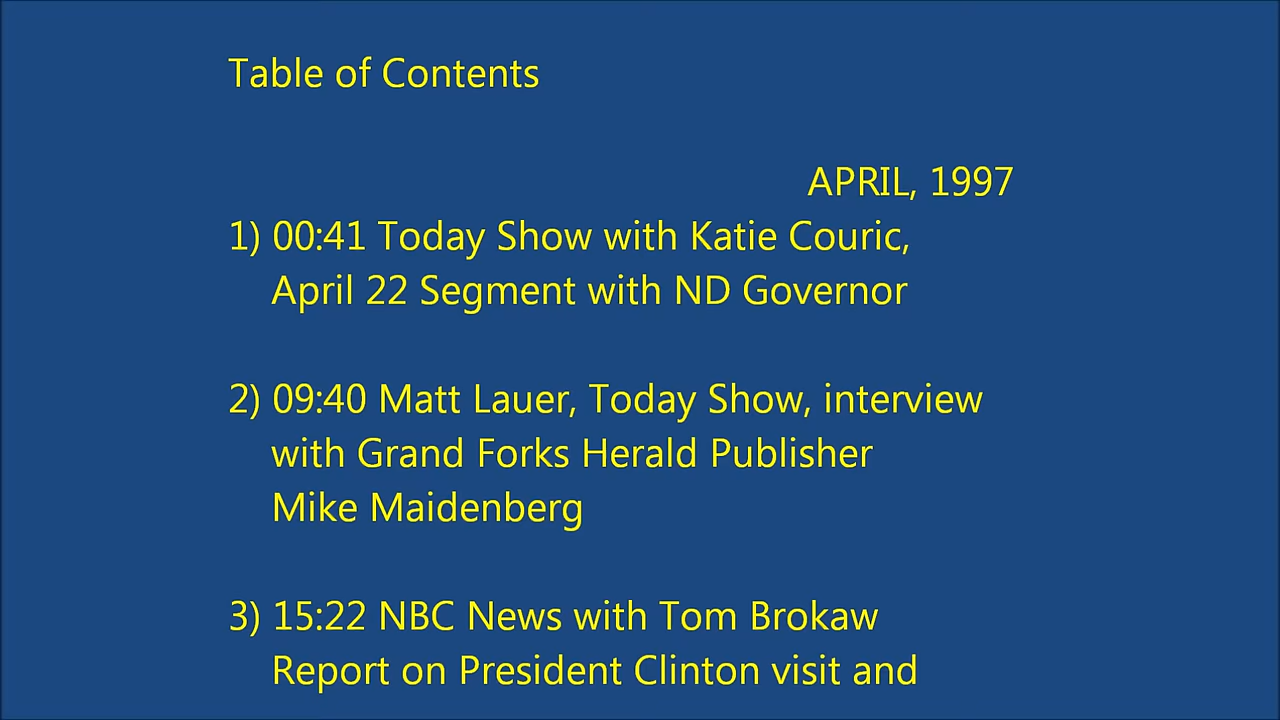 Table of Contents
APRIL, 1997
1) 00:41 Today Show with Katie Couric,
April 22 Segment with ND Governor
2) 09:40 Matt Lauer, Today Show, interview
with Grand Forks Herald Publisher
Mike Maidenberg
3) 15:22 NBC News with Tom Brokaw
Report on President Clinton visit and